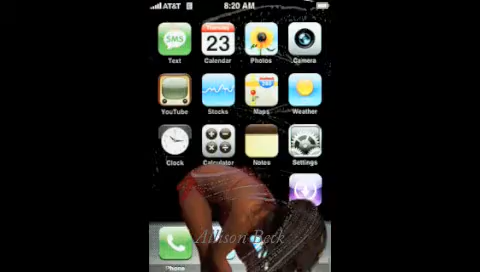 AT&T 8:20 AM
SMS 23
Text Calendar Photos Camera
280
YouTube Stocks Maps Weather
Clock Calculator Notes Settings
Allison Beck
Phone